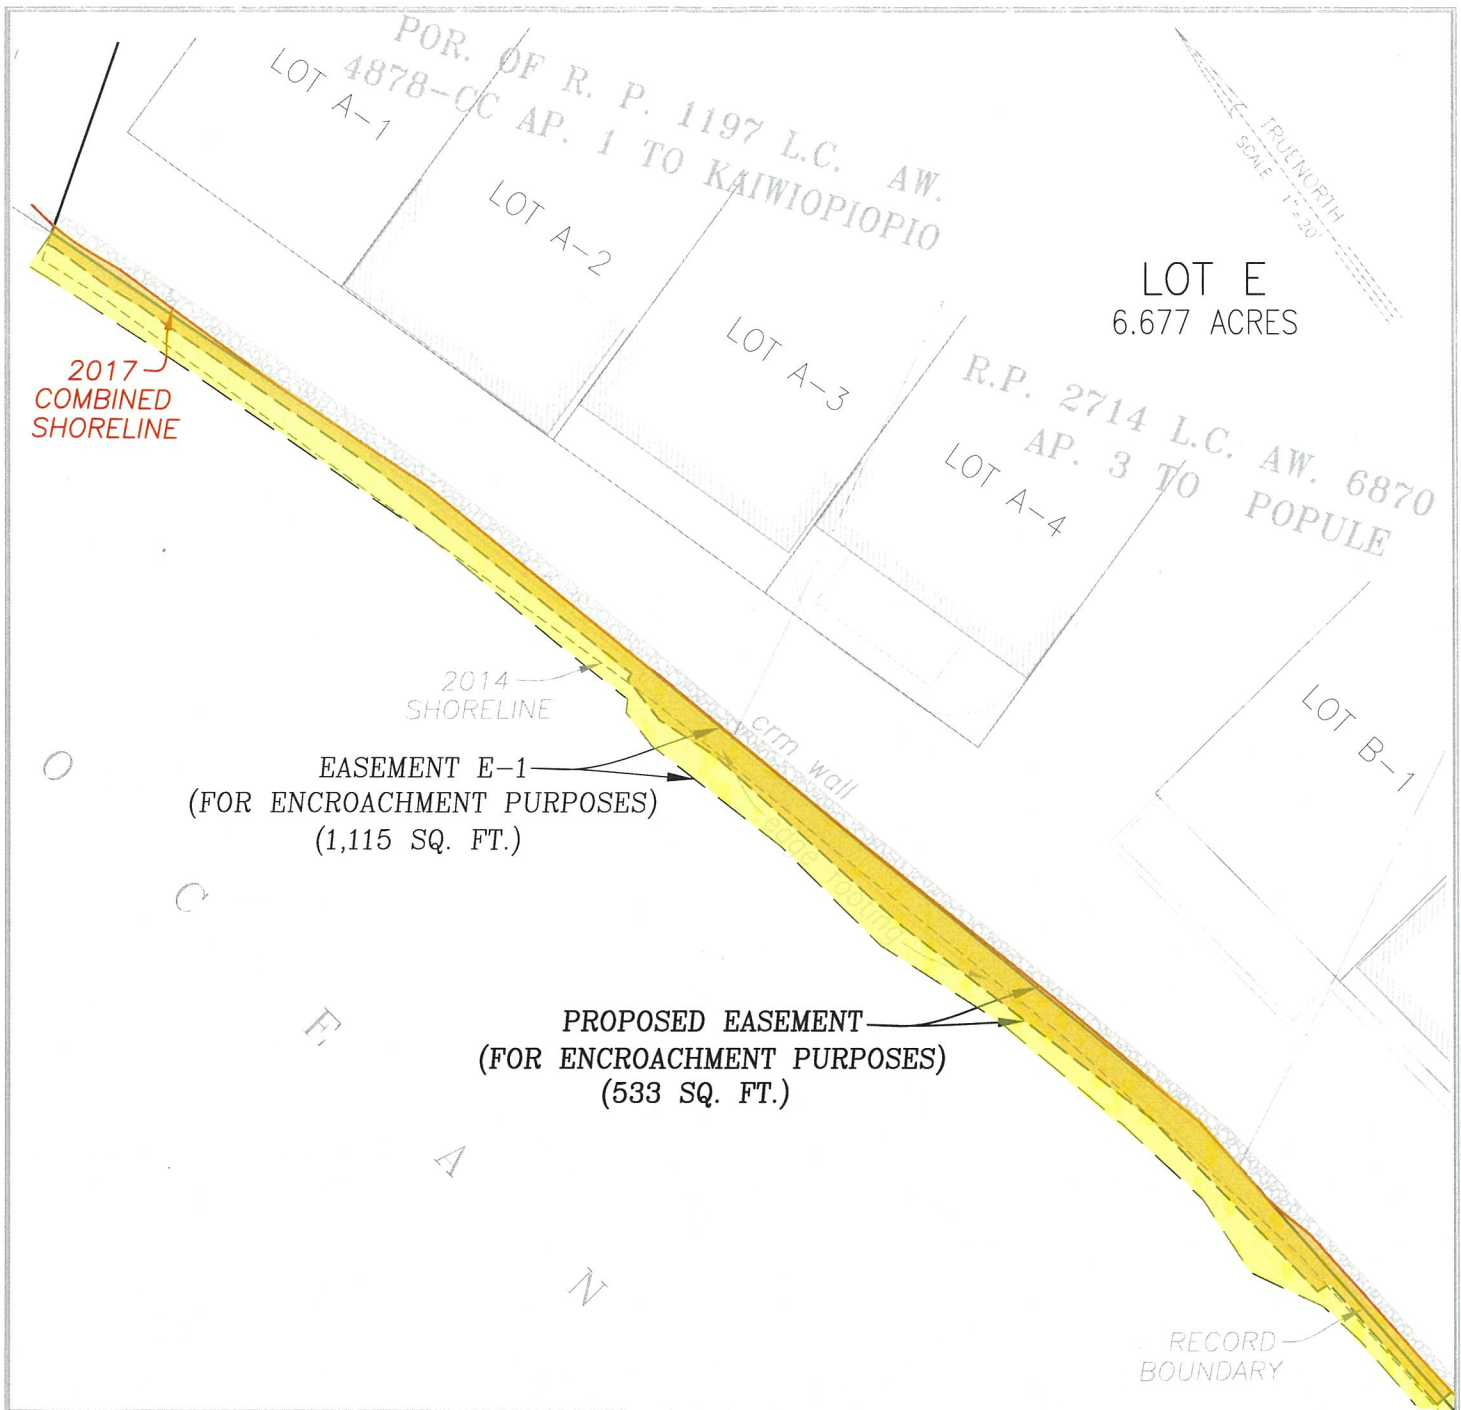 POR. OF R. P. 1197 L.C. AW.
4878-CC AP. 1 TO KAIWIOPIOPIO
LOT A-1
LOT A-2
LOT A-3
LOT A-4
LOT B-1
TRUE NORTH
SCALE 1"=20'
LOT E
6.677 ACRES
R.P. 2714 L.C. AW. 6870
AP. 3 TO POPULE
2017
COMBINED
SHORELINE
2014
SHORELINE
crm wall
EASEMENT E-1
(FOR ENCROACHMENT PURPOSES)
(1,115 SQ. FT.)
edge footing
PROPOSED EASEMENT
(FOR ENCROACHMENT PURPOSES)
(533 SQ. FT.)
OCEAN
RECORD
BOUNDARY